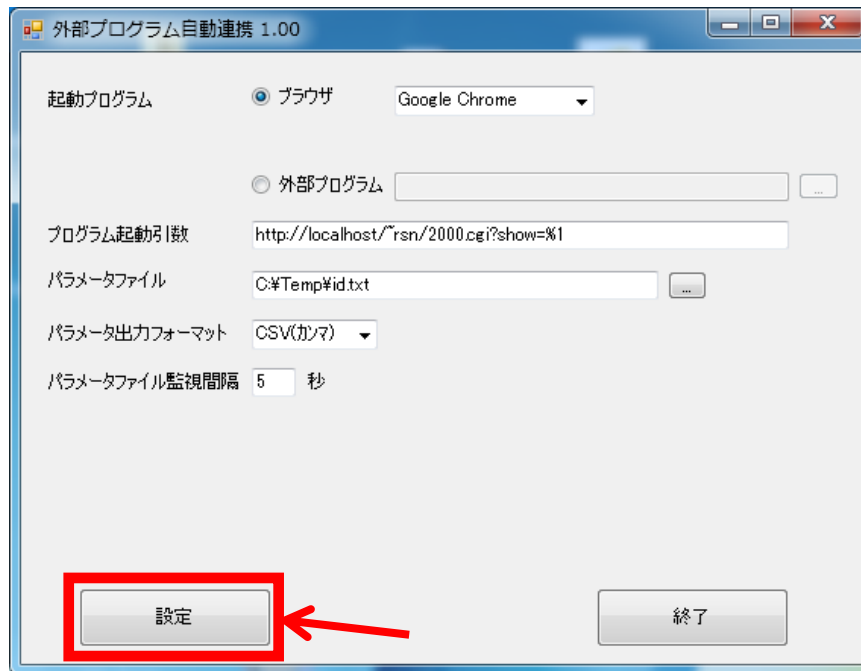 外部プログラム自動連携 1.00
起動プログラム ブラウザ Google Chrome
外部プログラム ...
プログラム起動引数 http://localhost/~rsn/2000.cgi?show=%1
パラメータファイル C:¥Temp¥id.txt ...
パラメータ出力フォーマット CSV(カンマ)
パラメータファイル監視間隔 5 秒
設定 終了